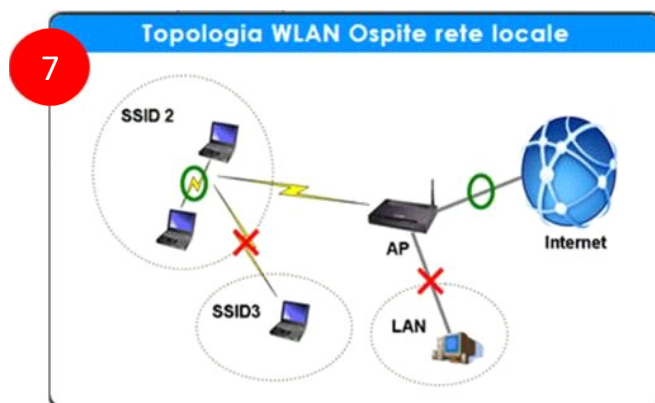 Topologia WLAN Ospite rete locale
7
SSID 2
AP
Internet
SSID3
LAN